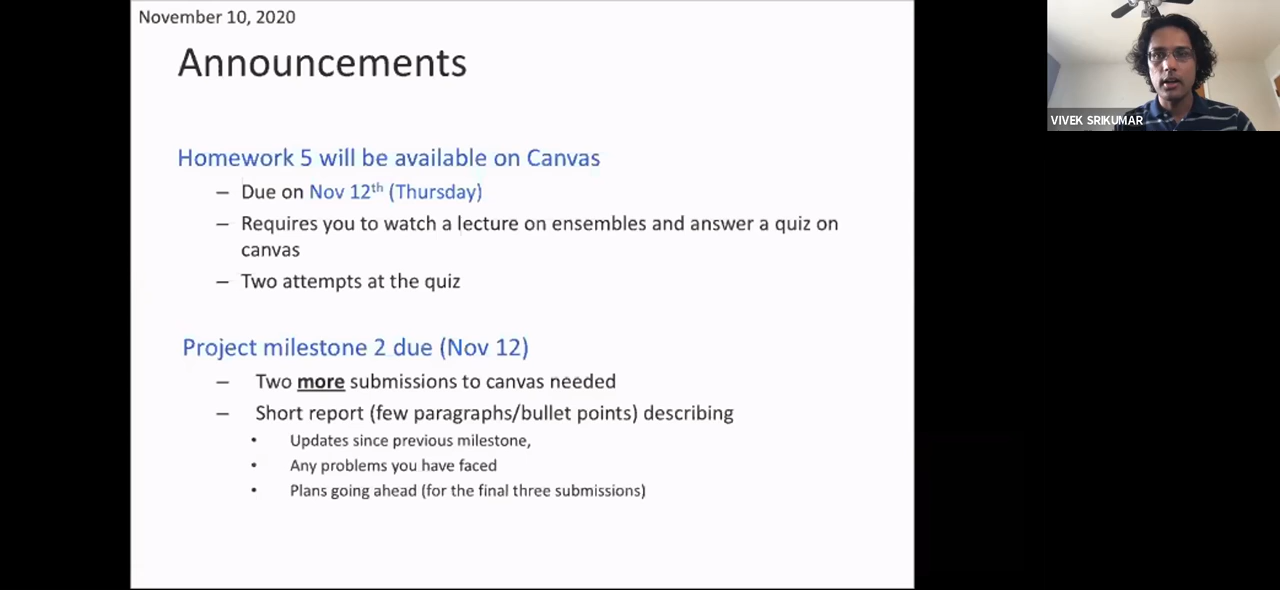 November 10, 2020
Announcements
Homework 5 will be available on Canvas
– Due on Nov 12th (Thursday)
– Requires you to watch a lecture on ensembles and answer a quiz on
canvas
– Two attempts at the quiz
Project milestone 2 due (Nov 12)
– Two more submissions to canvas needed
– Short report (few paragraphs/bullet points) describing
• Updates since previous milestone,
• Any problems you have faced
• Plans going ahead (for the final three submissions)
VIVEK SRIKUMAR